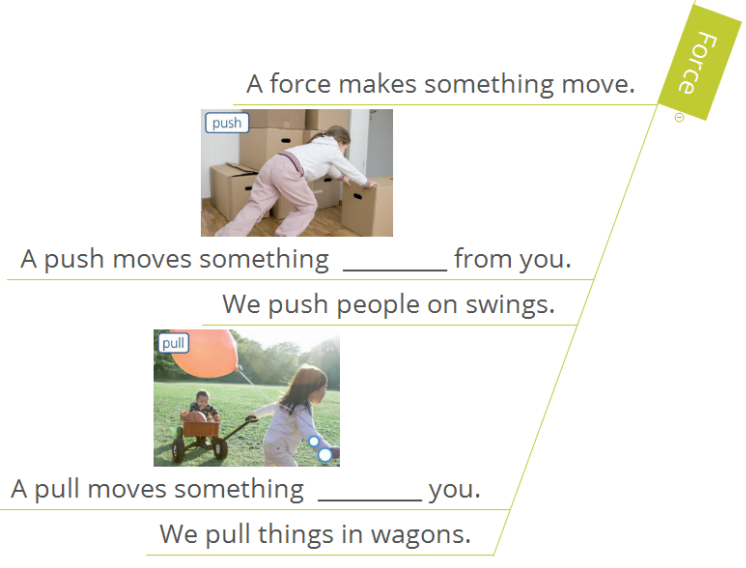 Force
A force makes something move.
push
A push moves something ________ from you.
We push people on swings.
pull
A pull moves something ________ you.
We pull things in wagons.